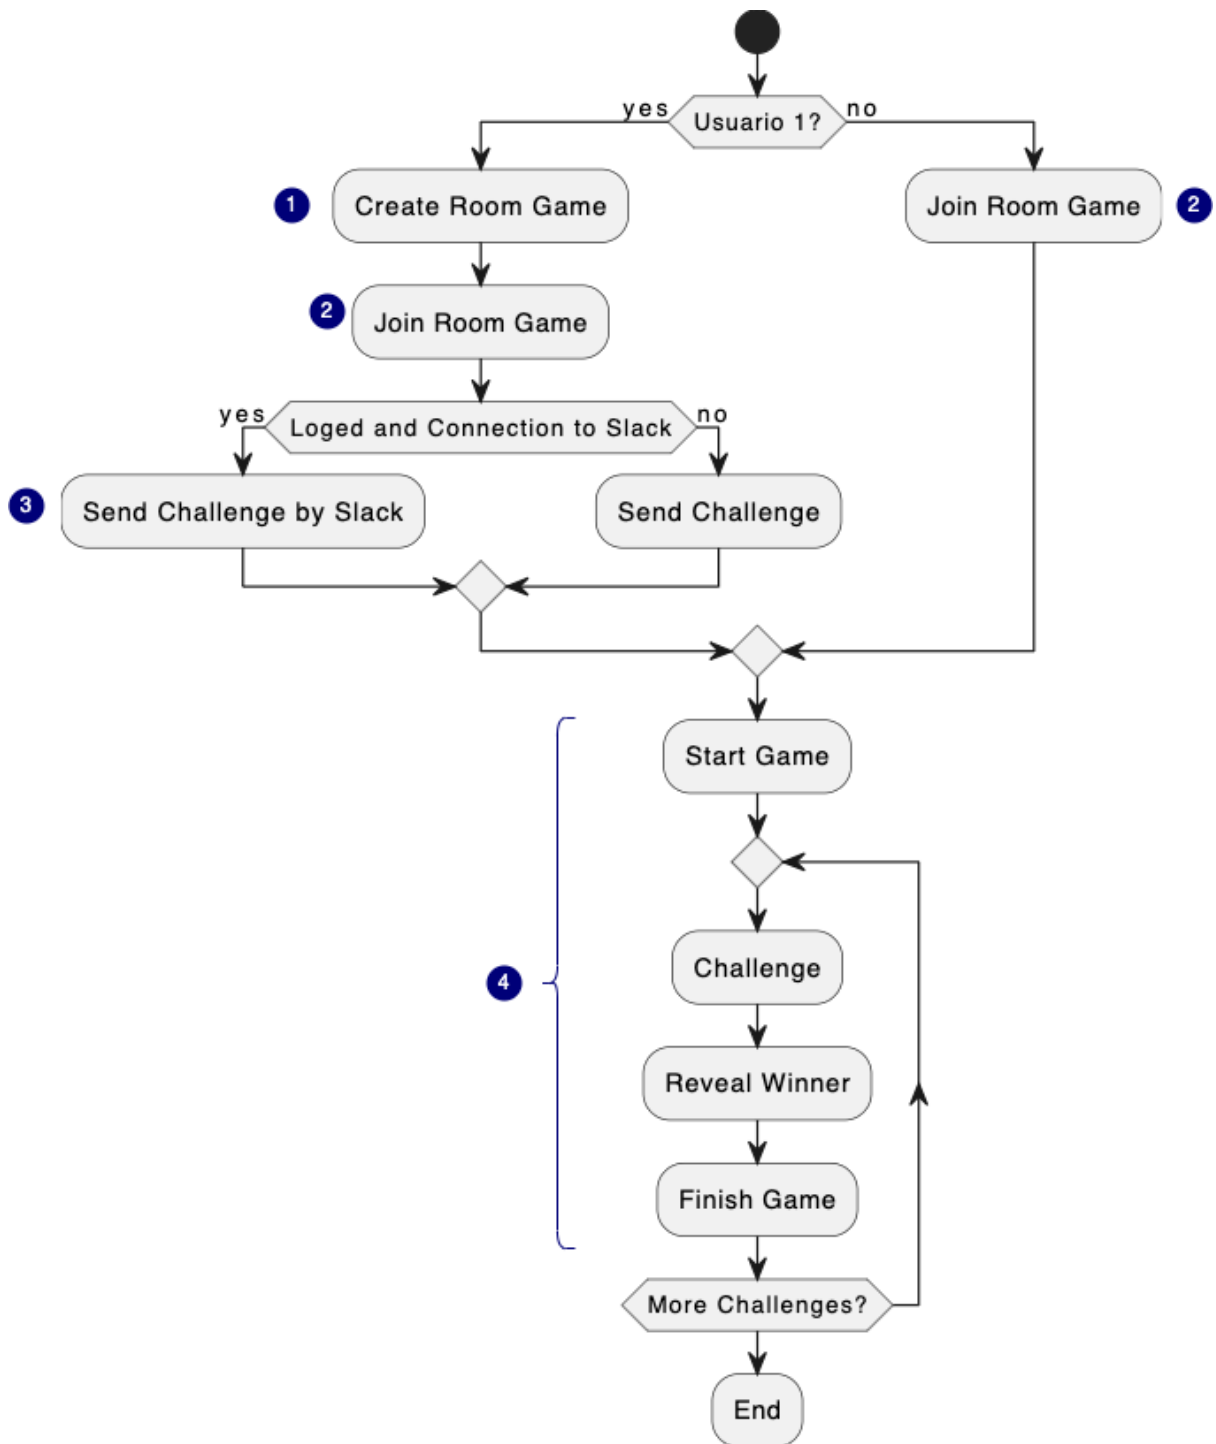 yes
Usuario 1?
no
1
Create Room Game
Join Room Game
2
2
Join Room Game
yes
Loged and Connection to Slack
no
3
Send Challenge by Slack
Send Challenge
Start Game
Challenge
4
Reveal Winner
Finish Game
More Challenges?
End